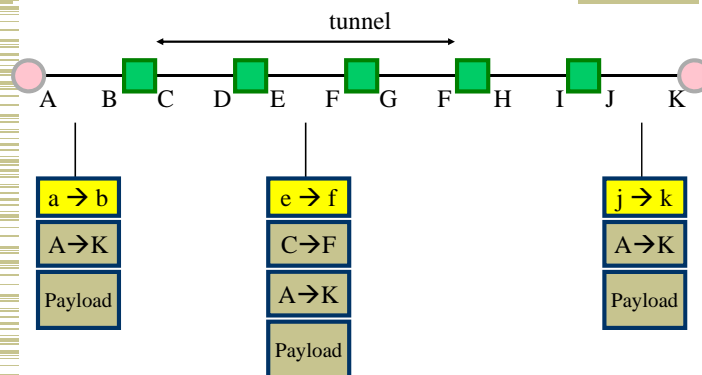 tunnel
A B C D E F G F H I J K
a → b e → f j → k
A→K C→F A→K
Payload A→K Payload
Payload